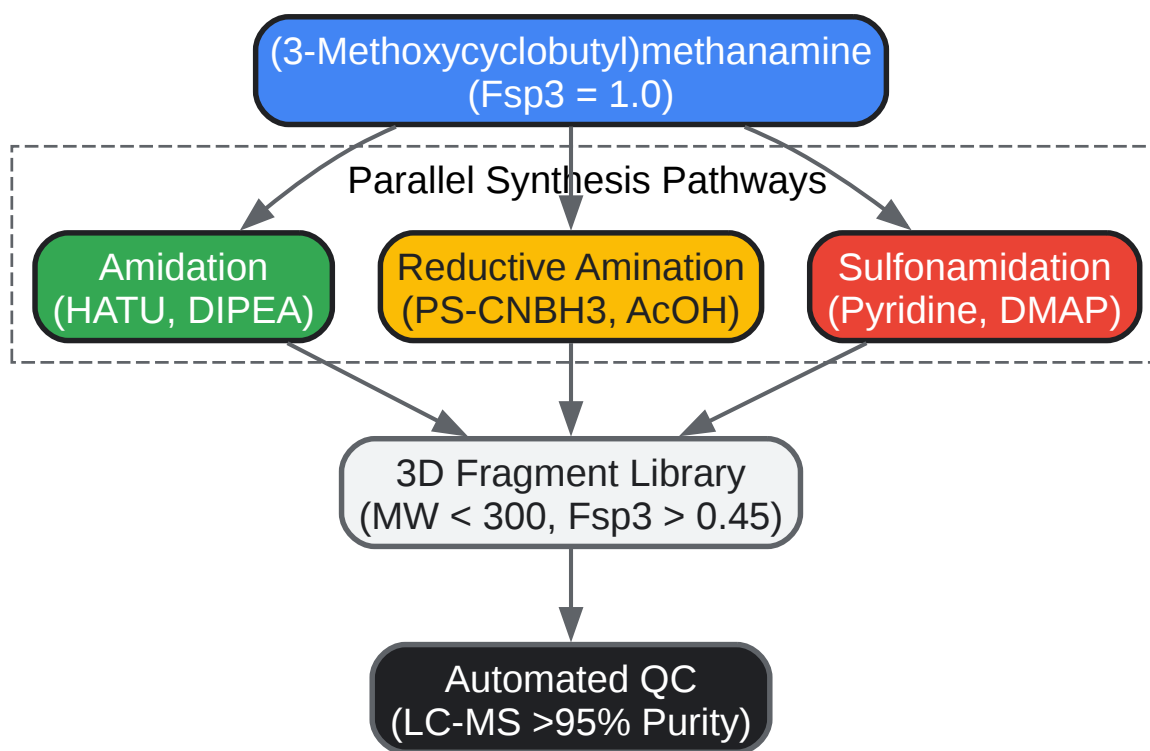 (3-Methoxycyclobutyl)methanamine
(Fsp3 = 1.0)
Parallel Synthesis Pathways
Amidation
(HATU, DIPEA)
Reductive Amination
(PS-CNBH3, AcOH)
Sulfonamidation
(Pyridine, DMAP)
3D Fragment Library
(MW < 300, Fsp3 > 0.45)
Automated QC
(LC-MS >95% Purity)